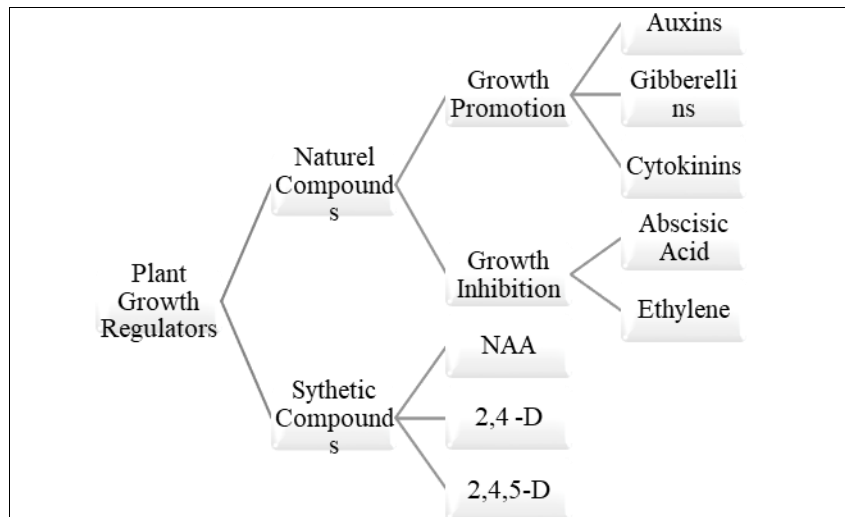 Plant
Growth
Regulators
Naturel
Compound
s
Growth
Promotion
Auxins
Gibberelli
ns
Cytokinins
Growth
Inhibition
Abscisic
Acid
Ethylene
Sythetic
Compound
s
NAA
2,4 -D
2,4,5-D